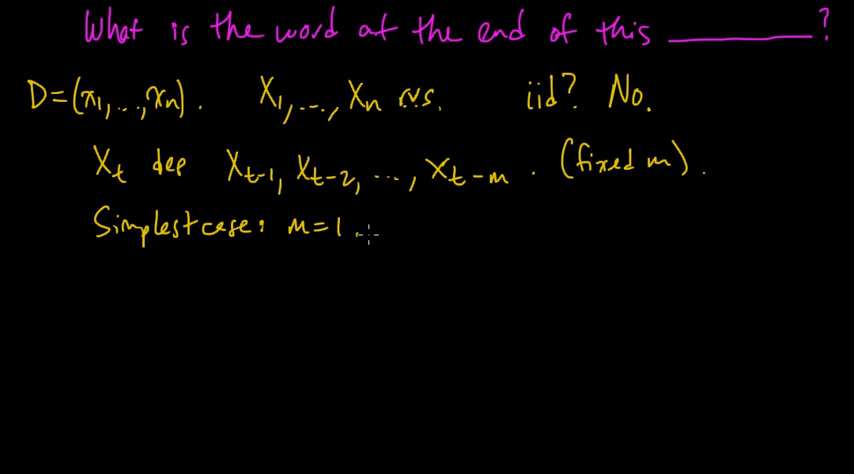 What is the word at the end of this ________?
D=(x₁,...,xₙ). X₁,...,Xₙ r.v.s. iid? No.
Xₜ dep Xₜ₋₁, Xₜ₋₂, ..., Xₜ₋ₘ. (fixed m).
Simplest case: m=1.